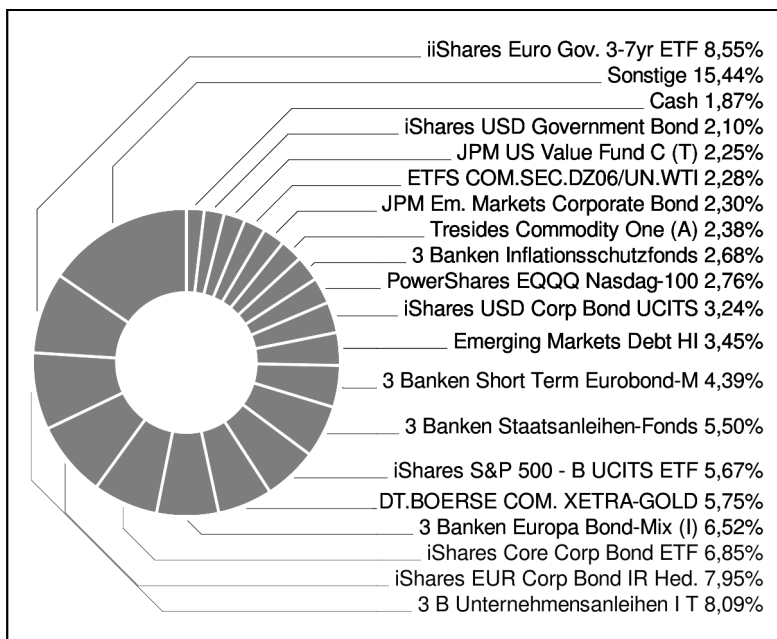 iiShares Euro Gov. 3-7yr ETF 8,55%
Sonstige 15,44%
Cash 1,87%
iShares USD Government Bond 2,10%
JPM US Value Fund C (T) 2,25%
ETFS COM.SEC.DZ06/UN.WTI 2,28%
JPM Em. Markets Corporate Bond 2,30%
Tresides Commodity One (A) 2,38%
3 Banken Inflationsschutzfonds 2,68%
PowerShares EQQQ Nasdag-100 2,76%
iShares USD Corp Bond UCITS 3,24%
Emerging Markets Debt HI 3,45%
3 Banken Short Term Eurobond-M 4,39%
3 Banken Staatsanleihen-Fonds 5,50%
iShares S&P 500 - B UCITS ETF 5,67%
DT.BOERSE COM. XETRA-GOLD 5,75%
3 Banken Europa Bond-Mix (I) 6,52%
iShares Core Corp Bond ETF 6,85%
iShares EUR Corp Bond IR Hed. 7,95%
3 B Unternehmensanleihen I T 8,09%